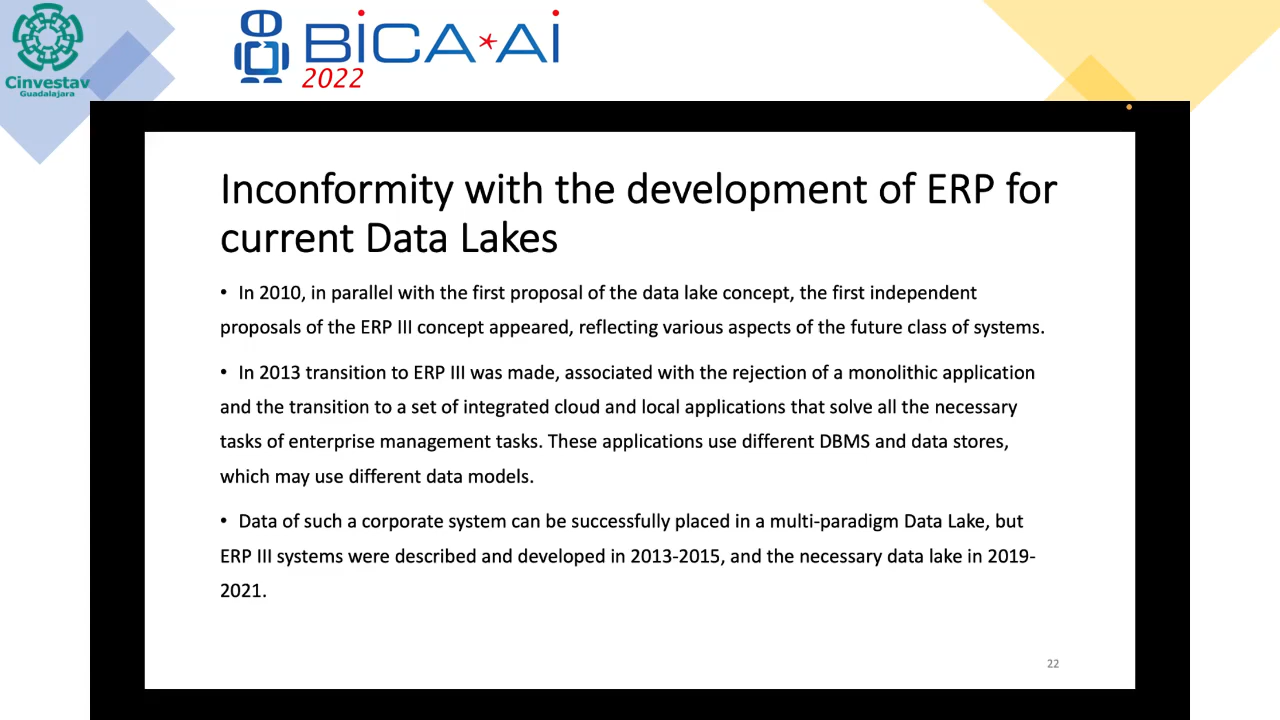 Cinvestav
Guadalajara
BiCA*Ai
2022
Inconformity with the development of ERP for
current Data Lakes
• In 2010, in parallel with the first proposal of the data lake concept, the first independent
proposals of the ERP III concept appeared, reflecting various aspects of the future class of systems.
• In 2013 transition to ERP III was made, associated with the rejection of a monolithic application
and the transition to a set of integrated cloud and local applications that solve all the necessary
tasks of enterprise management tasks. These applications use different DBMS and data stores,
which may use different data models.
• Data of such a corporate system can be successfully placed in a multi-paradigm Data Lake, but
ERP III systems were described and developed in 2013-2015, and the necessary data lake in 2019-
2021.
22